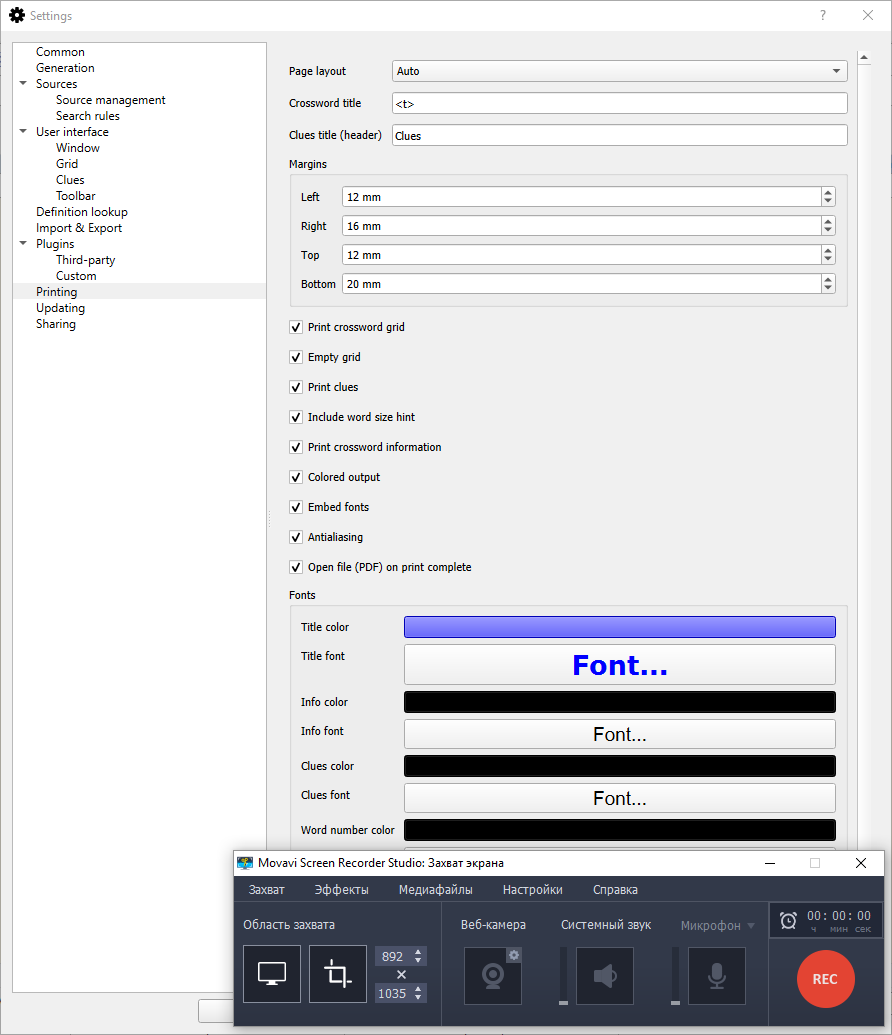 Settings
?
Common
Generation
Sources
Source management
Search rules
User interface
Window
Grid
Clues
Toolbar
Definition lookup
Import & Export
Plugins
Third-party
Custom
Printing
Updating
Sharing
Page layout Auto
Crossword title <t>
Clues title (header) Clues
Margins
Left 12 mm
Right 16 mm
Top 12 mm
Bottom 20 mm
Print crossword grid
Empty grid
Print clues
Include word size hint
Print crossword information
Colored output
Embed fonts
Antialiasing
Open file (PDF) on print complete
Fonts
Title color
Title font Font...
Info color
Info font Font...
Clues color
Clues font Font...
Word number color
Movavi Screen Recorder Studio: Захват экрана
Захват Эффекты Медиафайлы Настройки Справка
Область захвата Веб-камера Системный звук Микрофон 00:00:00
ч мин сек
892
1035
REC